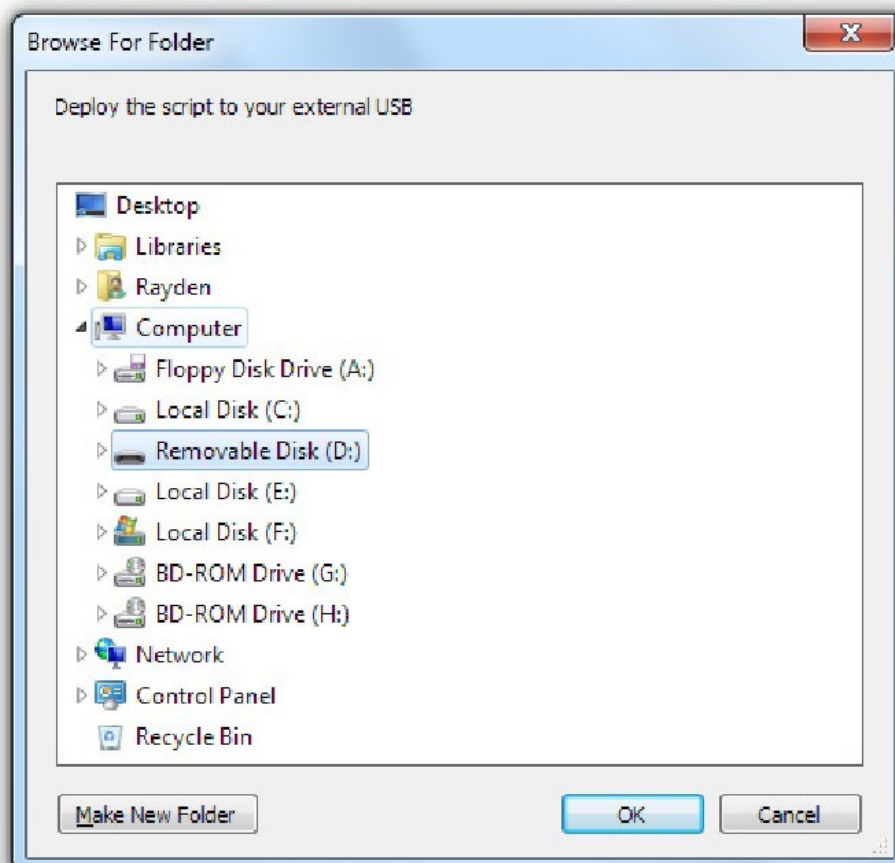 Browse For Folder
Deploy the script to your external USB
Desktop
Libraries
Rayden
Computer
Floppy Disk Drive (A:)
Local Disk (C:)
Removable Disk (D:)
Local Disk (E:)
Local Disk (F:)
BD-ROM Drive (G:)
BD-ROM Drive (H:)
Network
Control Panel
Recycle Bin
Make New Folder OK Cancel